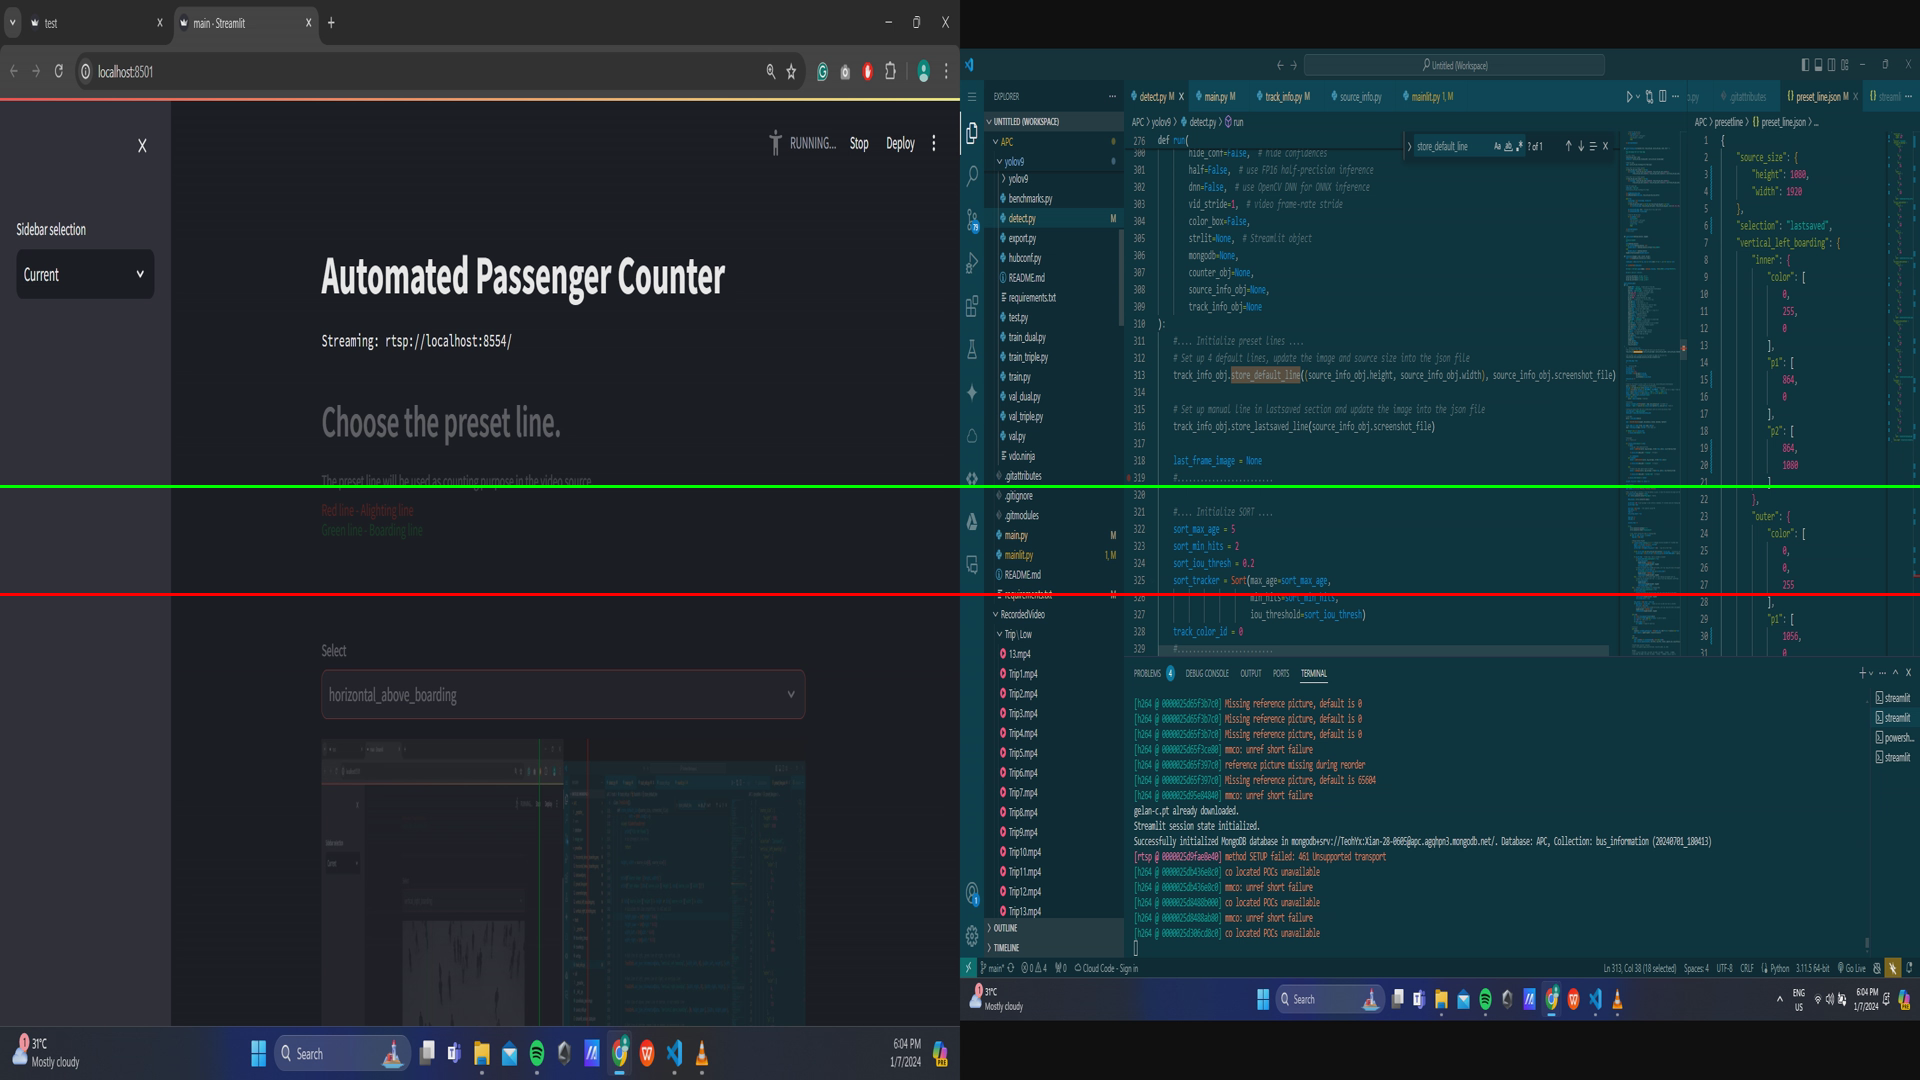 test
main · Streamlit
localhost:8501
RUNNING...
Stop
Deploy
Sidebar selection
Current
Automated Passenger Counter
Streaming: rtsp://localhost:8554/
Choose the preset line.
The preset line will be used as counting purpose in the video source.
Red line - Alighting line
Green line - Boarding line
Select
horizontal_above_boarding
31°C
Mostly cloudy
Search
6:04 PM
1/7/2024
Untitled (Workspace)
EXPLORER
UNTITLED (WORKSPACE)
APC
yolov9
yolov9
benchmarks.py
detect.py M
export.py
hubconf.py
README.md
requirements.txt
test.py
train_dual.py
train_triple.py
train.py
val_dual.py
val_triple.py
val.py
vdo.ninja
.gitattributes
.gitignore
.gitmodules
main.py M
mainlit.py 1, M
README.md
requirements.txt M
RecordedVideo
Trip\Low
13.mp4
Trip1.mp4
Trip2.mp4
Trip3.mp4
Trip4.mp4
Trip5.mp4
Trip6.mp4
Trip7.mp4
Trip8.mp4
Trip9.mp4
Trip10.mp4
Trip11.mp4
Trip12.mp4
Trip13.mp4
OUTLINE
TIMELINE
detect.py M
main.py M
track_info.py M
source_info.py
mainlit.py 1, M
APC > yolov9 > detect.py > run
store_default_line
? of 1
276 def run(
300 hide_conf=False, # hide confidences
301 half=False, # use FP16 half-precision inference
302 dnn=False, # use OpenCV DNN for ONNX inference
303 vid_stride=1, # video frame-rate stride
304 color_box=False,
305 strlit=None, # Streamlit object
306 mongodb=None,
307 counter_obj=None,
308 source_info_obj=None,
309 track_info_obj=None
310 ):
311 #.... Initialize preset lines ....
312 # Set up 4 default lines, update the image and source size into the json file
313 track_info_obj.store_default_line((source_info_obj.height, source_info_obj.width), source_info_obj.screenshot_file)
314
315 # Set up manual line in lastsaved section and update the image into the json file
316 track_info_obj.store_lastsaved_line(source_info_obj.screenshot_file)
317
318 last_frame_image = None
319 #.........................
320
321 #.... Initialize SORT ....
322 sort_max_age = 5
323 sort_min_hits = 2
324 sort_iou_thresh = 0.2
325 sort_tracker = Sort(max_age=sort_max_age,
326 min_hits=sort_min_hits,
327 iou_threshold=sort_iou_thresh)
328 track_color_id = 0
329 #.........................
.gitattributes
preset_line.json M
APC > presetline > {} preset_line.json > ...
1 {
2 "source_size": {
3 "height": 1080,
4 "width": 1920
5 },
6 "selection": "lastsaved",
7 "vertical_left_boarding": {
8 "inner": {
9 "color": [
10 0,
11 255,
12 0
13 ],
14 "p1": [
15 864,
16 0
17 ],
18 "p2": [
19 864,
20 1080
21 ]
22 },
23 "outer": {
24 "color": [
25 0,
26 0,
27 255
28 ],
29 "p1": [
30 1056,
31 0
PROBLEMS 4
DEBUG CONSOLE
OUTPUT
PORTS
TERMINAL
[h264 @ 0000025d65f3b7c0] Missing reference picture, default is 0
[h264 @ 0000025d65f3b7c0] Missing reference picture, default is 0
[h264 @ 0000025d65f3b7c0] Missing reference picture, default is 0
[h264 @ 0000025d65f3ce80] mmco: unref short failure
[h264 @ 0000025d65f397c0] reference picture missing during reorder
[h264 @ 0000025d65f397c0] Missing reference picture, default is 65604
[h264 @ 0000025d95e84840] mmco: unref short failure
gelan-c.pt already downloaded.
Streamlit session state initialized.
Successfully initialized MongoDB database in mongodb+srv://TeohYx:Xian-28-0605@apc.agqhpn3.mongodb.net/. Database: APC, Collection: bus_information (20240701_180413)
[rtsp @ 0000025d9fae8e40] method SETUP failed: 461 Unsupported transport
[h264 @ 0000025db436e8c0] co located POCs unavailable
[h264 @ 0000025db436e8c0] mmco: unref short failure
[h264 @ 0000025d8488b000] co located POCs unavailable
[h264 @ 0000025d8488ab80] mmco: unref short failure
[h264 @ 0000025d306cd8c0] co located POCs unavailable
streamlit
streamlit
powersh...
streamlit
main*
0 4
0
Cloud Code - Sign in
Ln 313, Col 38 (18 selected)
Spaces: 4
UTF-8
CRLF
Python
3.11.5 64-bit
Go Live
31°C
Mostly cloudy
Search
ENG
US
6:04 PM
1/7/2024